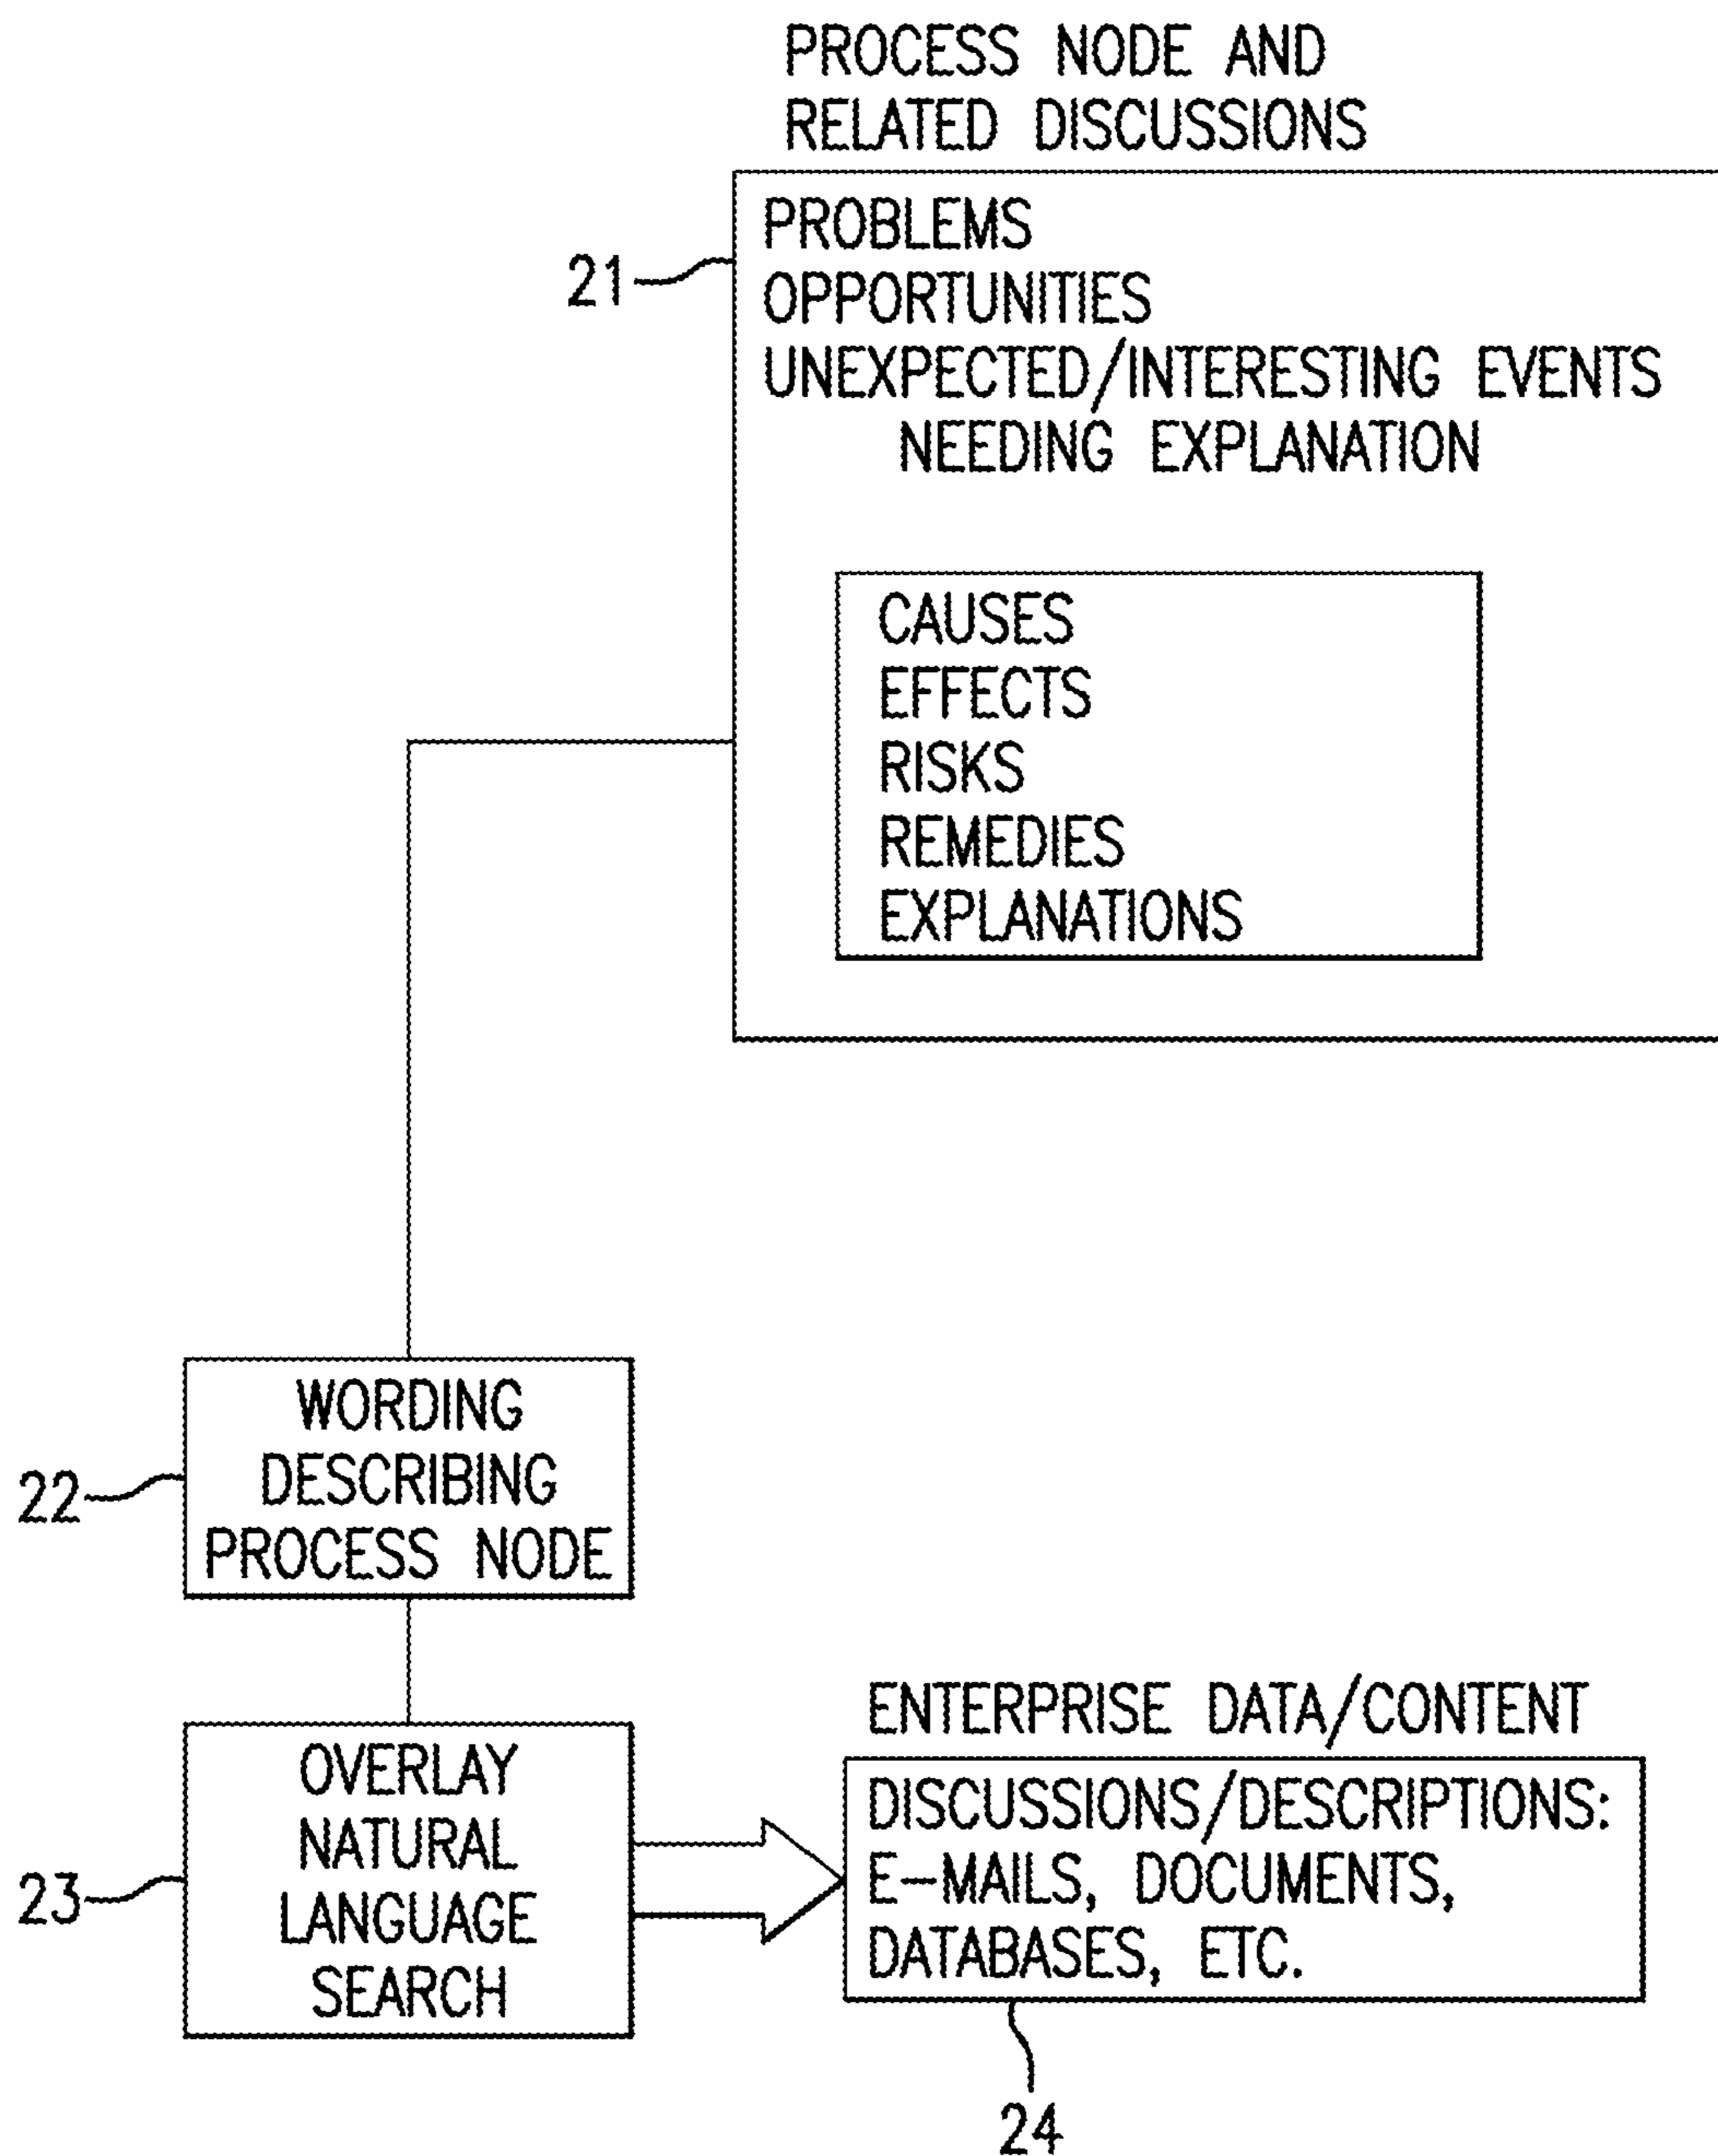 PROCESS NODE AND
RELATED DISCUSSIONS
21
PROBLEMS
OPPORTUNITIES
UNEXPECTED/INTERESTING EVENTS
NEEDING EXPLANATION
CAUSES
EFFECTS
RISKS
REMEDIES
EXPLANATIONS
22
WORDING
DESCRIBING
PROCESS NODE
23
OVERLAY
NATURAL
LANGUAGE
SEARCH
ENTERPRISE DATA/CONTENT
DISCUSSIONS/DESCRIPTIONS:
E-MAILS, DOCUMENTS,
DATABASES, ETC.
24